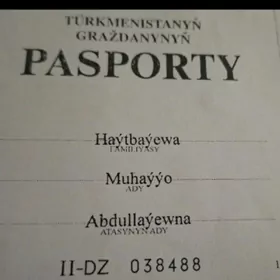 TÜRKMENISTANYŇ
GRAŽDANYNYŇ
PASPORTY
Haýtbaýewa
FAMILIÝASY
Muhaýýo
ADY
Abdullaýewna
ATASYNYŇ ADY
II-DZ 038488